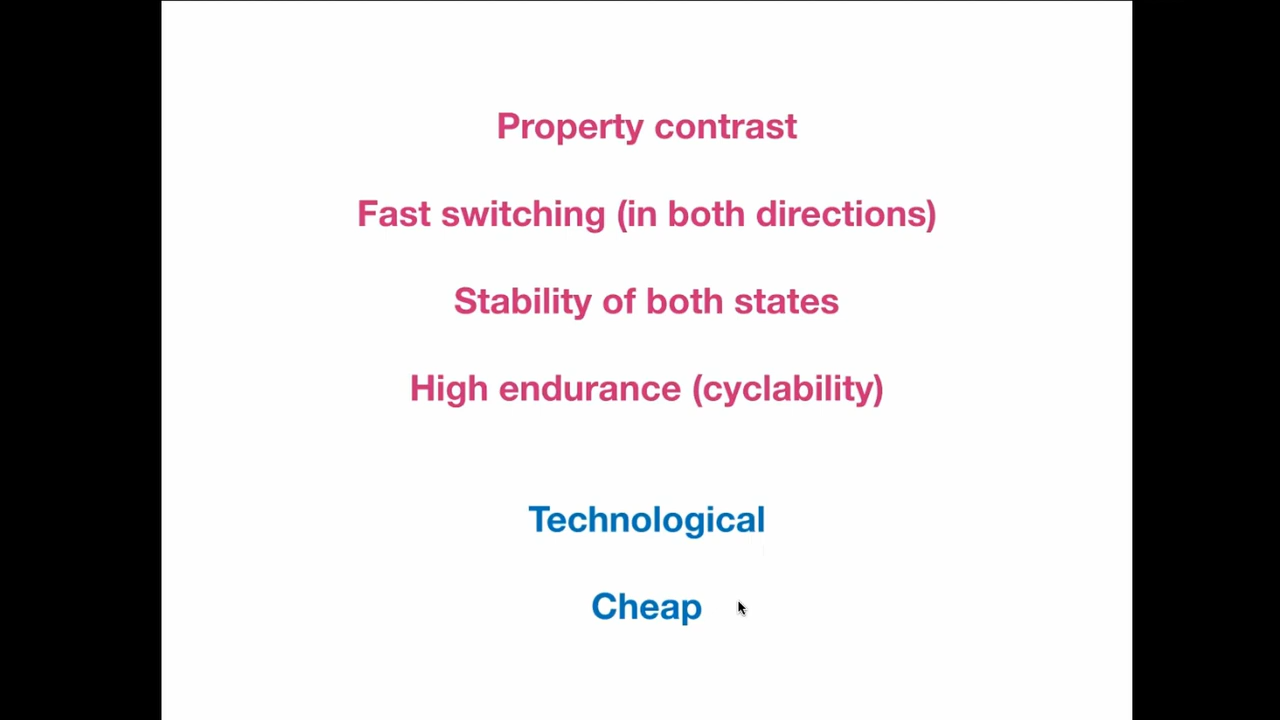 Property contrast
Fast switching (in both directions)
Stability of both states
High endurance (cyclability)
Technological
Cheap